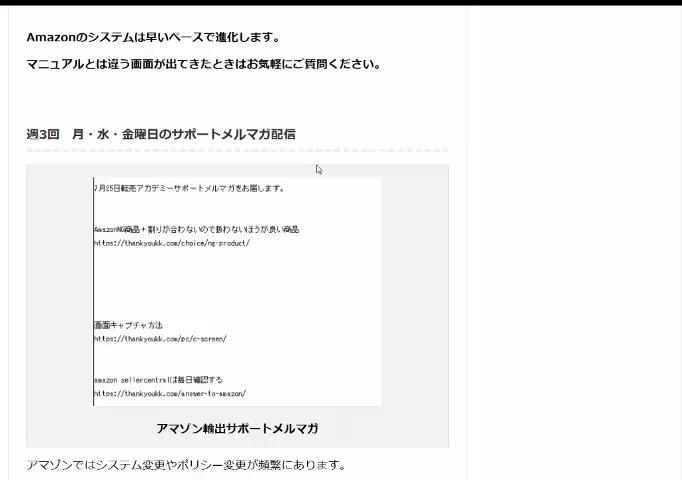 Amazonのシステムは早いペースで進化します。
マニュアルとは違う画面が出てきたときはお気軽にご質問ください。
週3回　月・水・金曜日のサポートメルマガ配信
7月25日転売アカデミーサポートメルマガをお届します。
AmazonNG商品＋割りが合わないので扱わないほうが良い商品
https://thankyoukk.com/choice/ng-product/
画面キャプチャ方法
https://thankyoukk.com/pc/c-screen/
amazon sellercentrallは毎日確認する
https://thankyoukk.com/answer-to-amazon/
アマゾン輸出サポートメルマガ
アマゾンではシステム変更やポリシー変更が頻繁にあります。